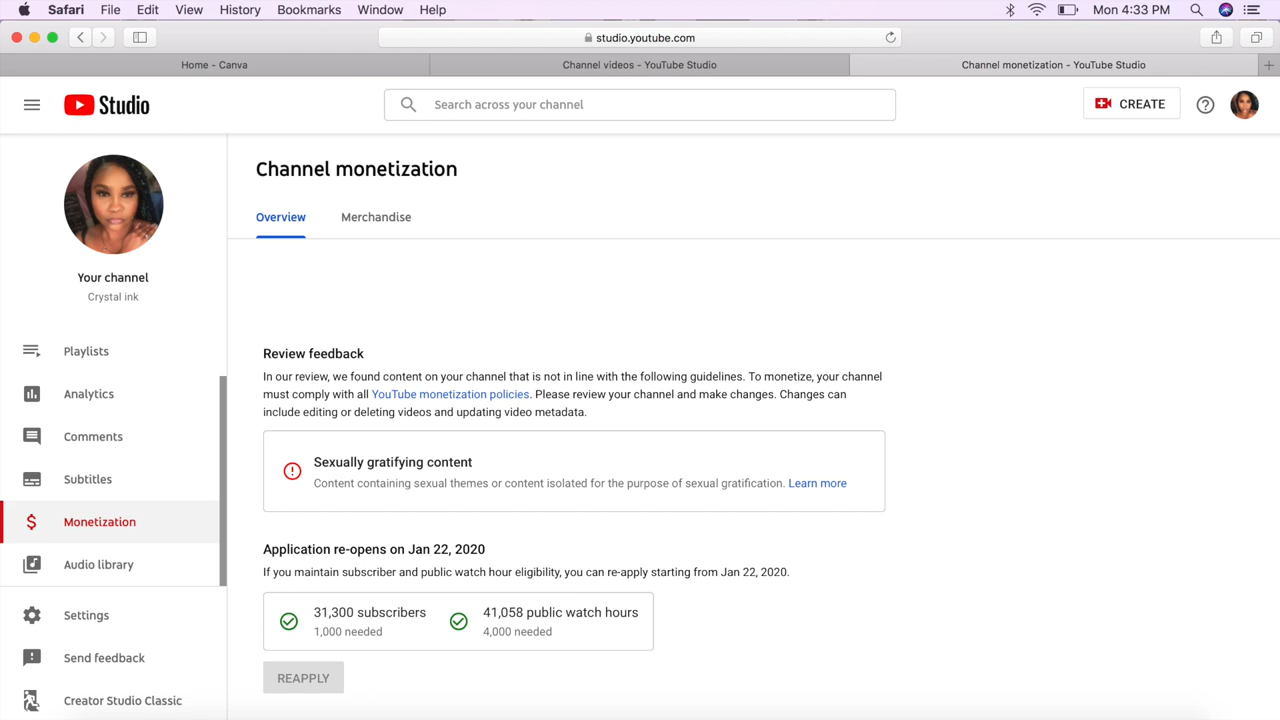 Safari File Edit View History Bookmarks Window Help Mon 4:33 PM
studio.youtube.com
Home - Canva Channel videos - YouTube Studio Channel monetization - YouTube Studio
Studio Search across your channel CREATE
Channel monetization
Overview Merchandise
Your channel
Crystal ink
Playlists
Analytics
Comments
Subtitles
Monetization
Audio library
Settings
Send feedback
Creator Studio Classic
Review feedback
In our review, we found content on your channel that is not in line with the following guidelines. To monetize, your channel
must comply with all YouTube monetization policies. Please review your channel and make changes. Changes can
include editing or deleting videos and updating video metadata.
Sexually gratifying content
Content containing sexual themes or content isolated for the purpose of sexual gratification. Learn more
Application re-opens on Jan 22, 2020
If you maintain subscriber and public watch hour eligibility, you can re-apply starting from Jan 22, 2020.
31,300 subscribers 41,058 public watch hours
1,000 needed 4,000 needed
REAPPLY